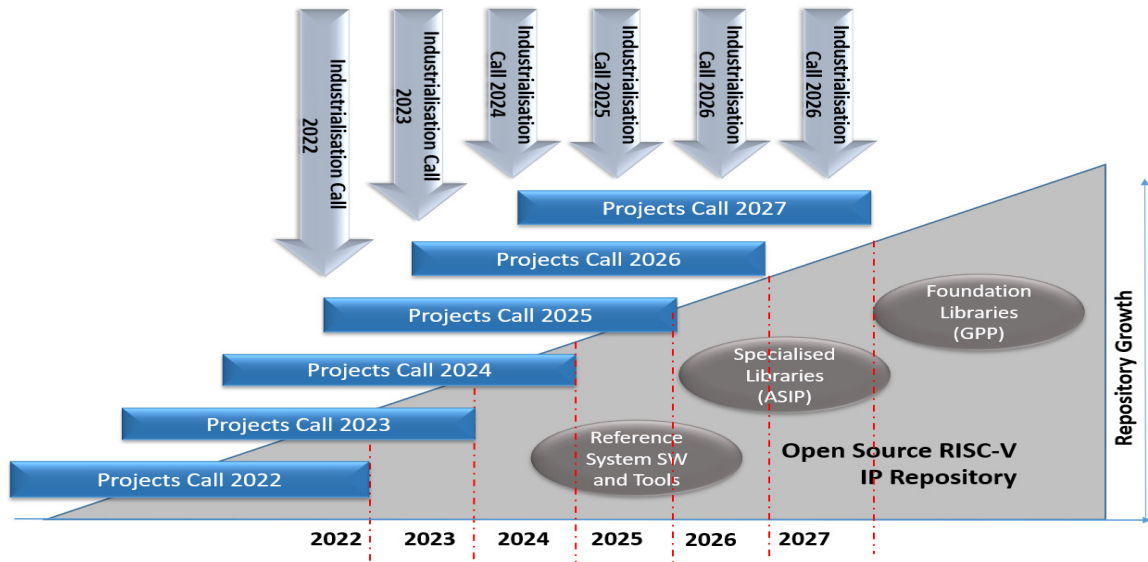 Industrialisation Call
2022
Industrialisation Call
2023
Industrialisation
Call 2024
Industrialisation
Call 2025
Industrialisation
Call 2026
Industrialisation
Call 2026
Projects Call 2027
Projects Call 2026
Projects Call 2025
Projects Call 2024
Projects Call 2023
Projects Call 2022
Foundation
Libraries
(GPP)
Specialised
Libraries
(ASIP)
Reference
System SW
and Tools
Open Source RISC-V
IP Repository
Repository Growth
2022
2023
2024
2025
2026
2027